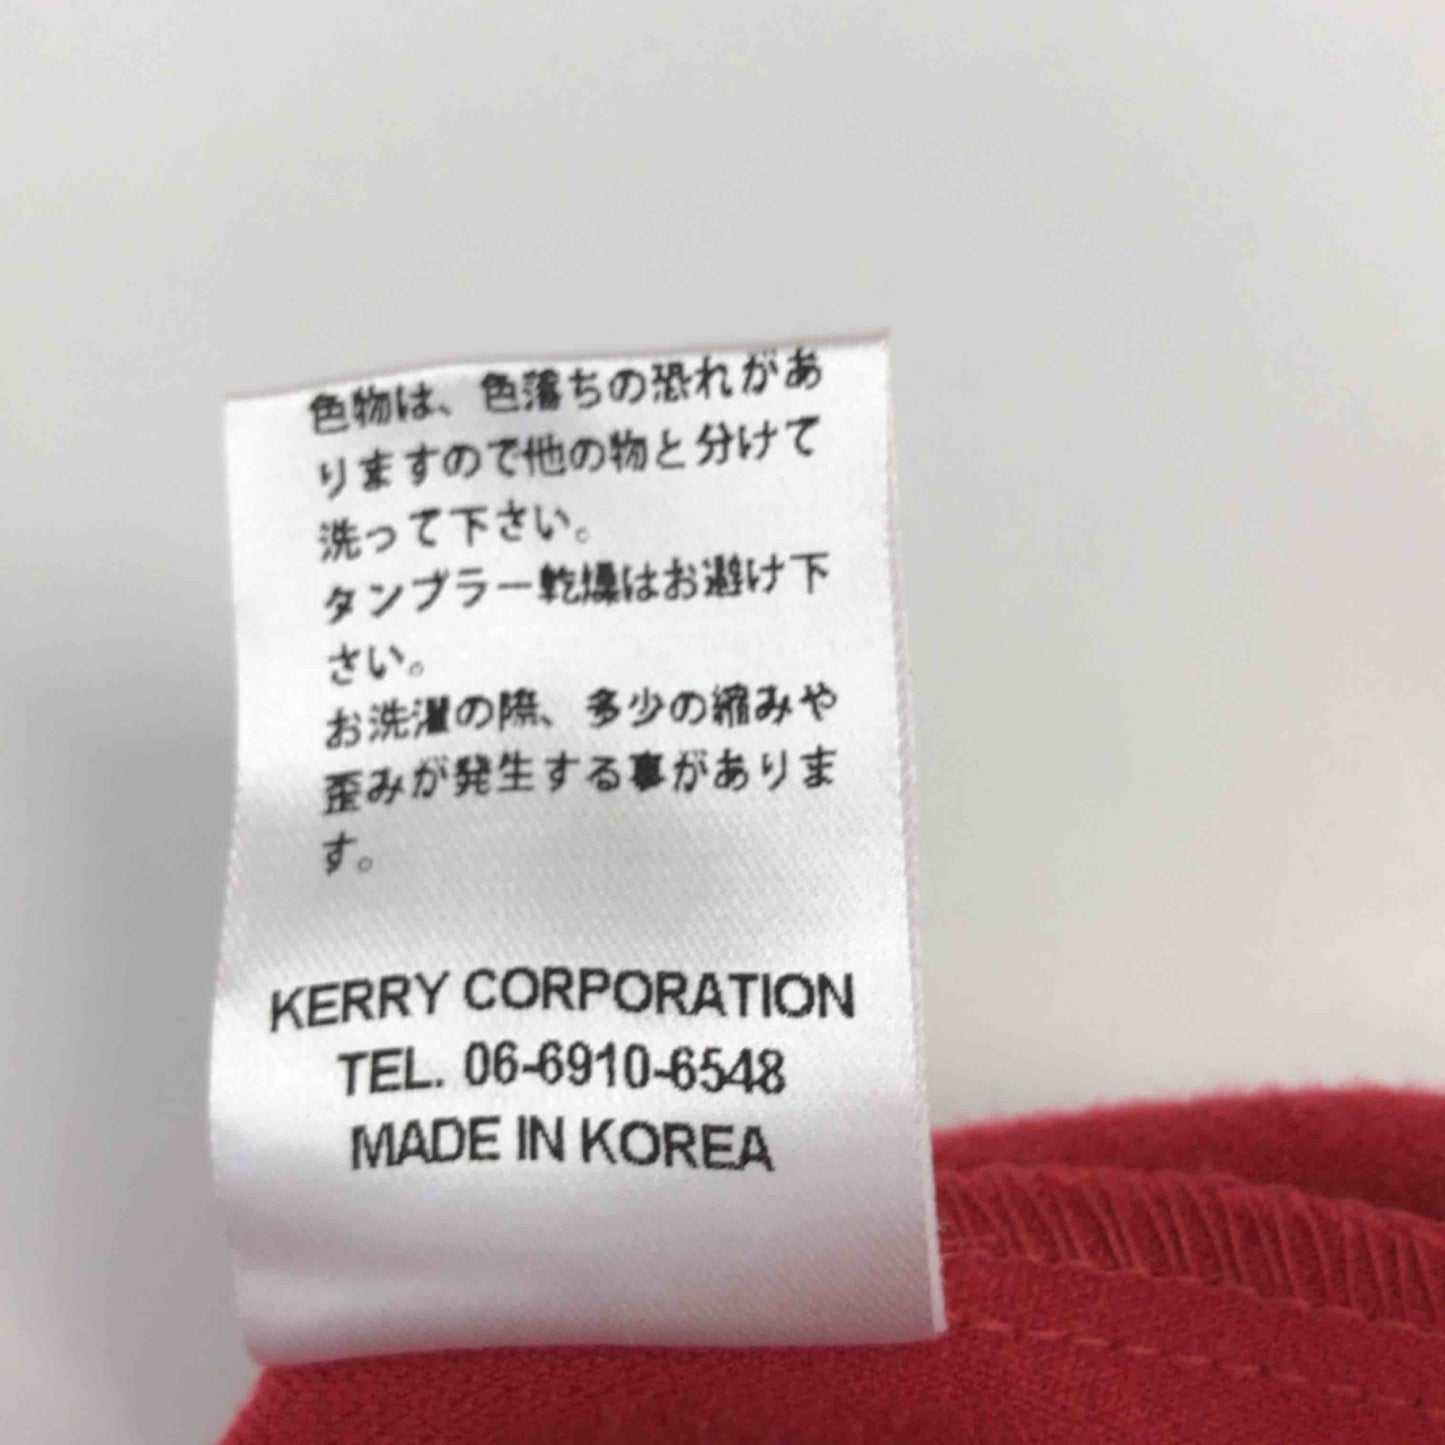 色物は、色落ちの恐れがあ
りますので他の物と分けて
洗って下さい。
タンブラー乾燥はお避け下
さい。
お洗濯の際、多少の縮みや
歪みが発生する事がありま
す。
KERRY CORPORATION
TEL. 06-6910-6548
MADE IN KOREA